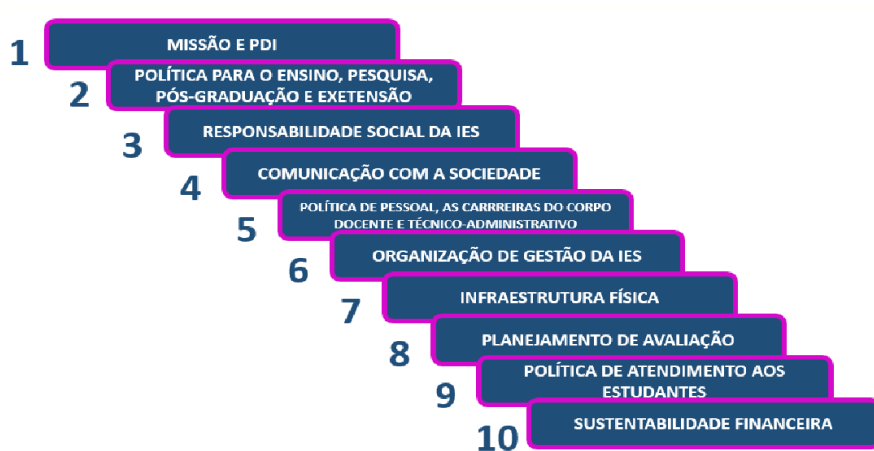 1
MISSÃO E PDI
2
POLÍTICA PARA O ENSINO, PESQUISA,
PÓS-GRADUAÇÃO E EXETENSÃO
3
RESPONSABILIDADE SOCIAL DA IES
4
COMUNICAÇÃO COM A SOCIEDADE
5
POLÍTICA DE PESSOAL, AS CARRREIRAS DO CORPO
DOCENTE E TÉCNICO-ADMINISTRATIVO
6
ORGANIZAÇÃO DE GESTÃO DA IES
7
INFRAESTRUTURA FÍSICA
8
PLANEJAMENTO DE AVALIAÇÃO
9
POLÍTICA DE ATENDIMENTO AOS
ESTUDANTES
10
SUSTENTABILIDADE FINANCEIRA